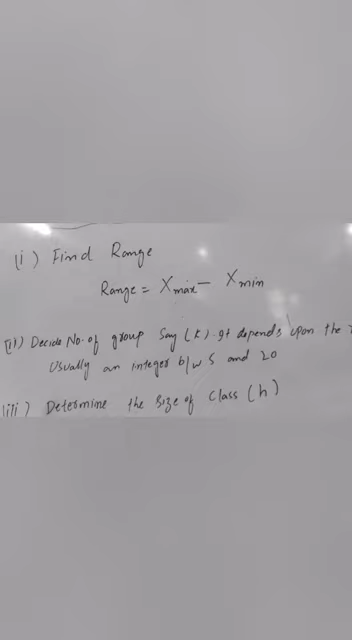 (i) Find Range
Range = Xmax - Xmin
(ii) Decide No. of group Say (K). It depends upon the
Usually an integer b/w 5 and 20
(iii) Determine the size of class (h)